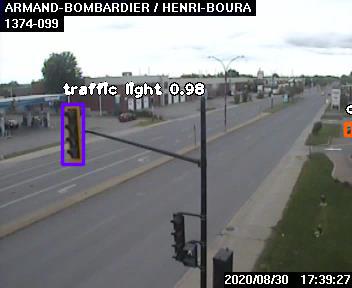 ARMAND-BOMBARDIER / HENRI-BOURA
1374-099
traffic light 0.98
2020/08/30 17:39:27